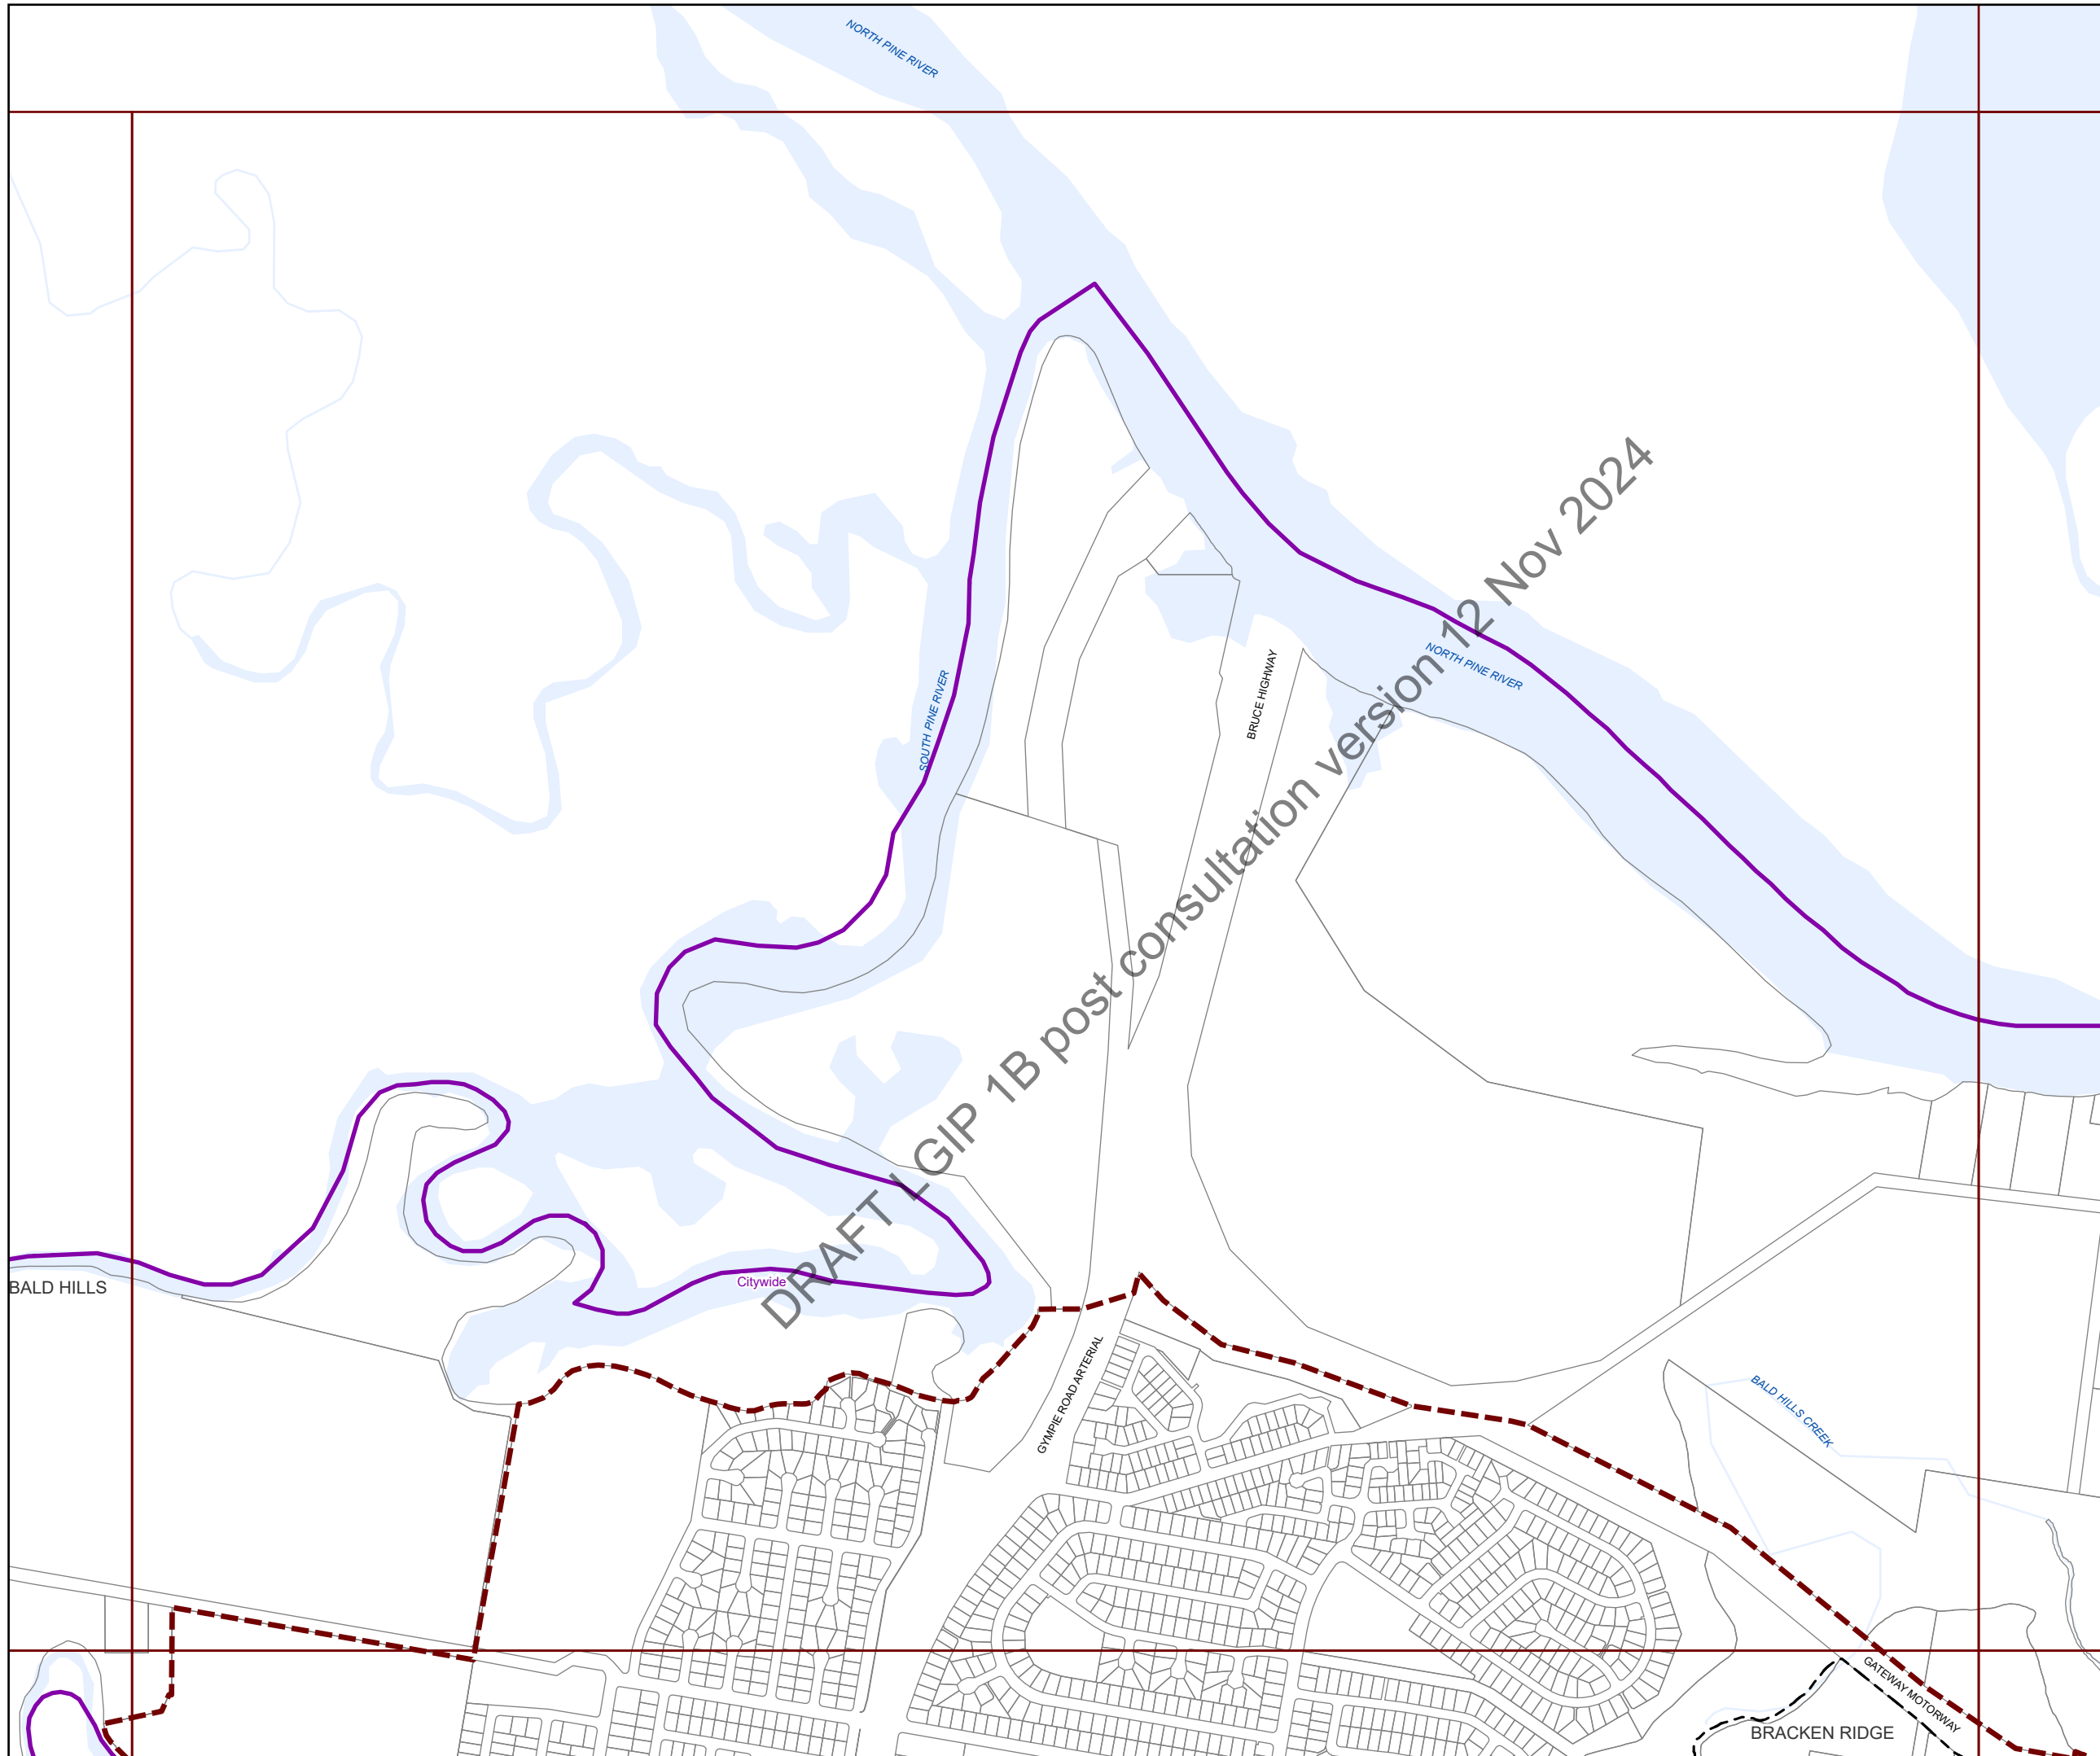 NORTH PINE RIVER
BRUCE HIGHWAY
NORTH PINE RIVER
SOUTH PINE RIVER
DRAFT LGIP 1B post consultation version 12 Nov 2024
Citywide
BALD HILLS
GYMPIE ROAD ARTERIAL
BALD HILLS CREEK
GATEWAY MOTORWAY
BRACKEN RIDGE